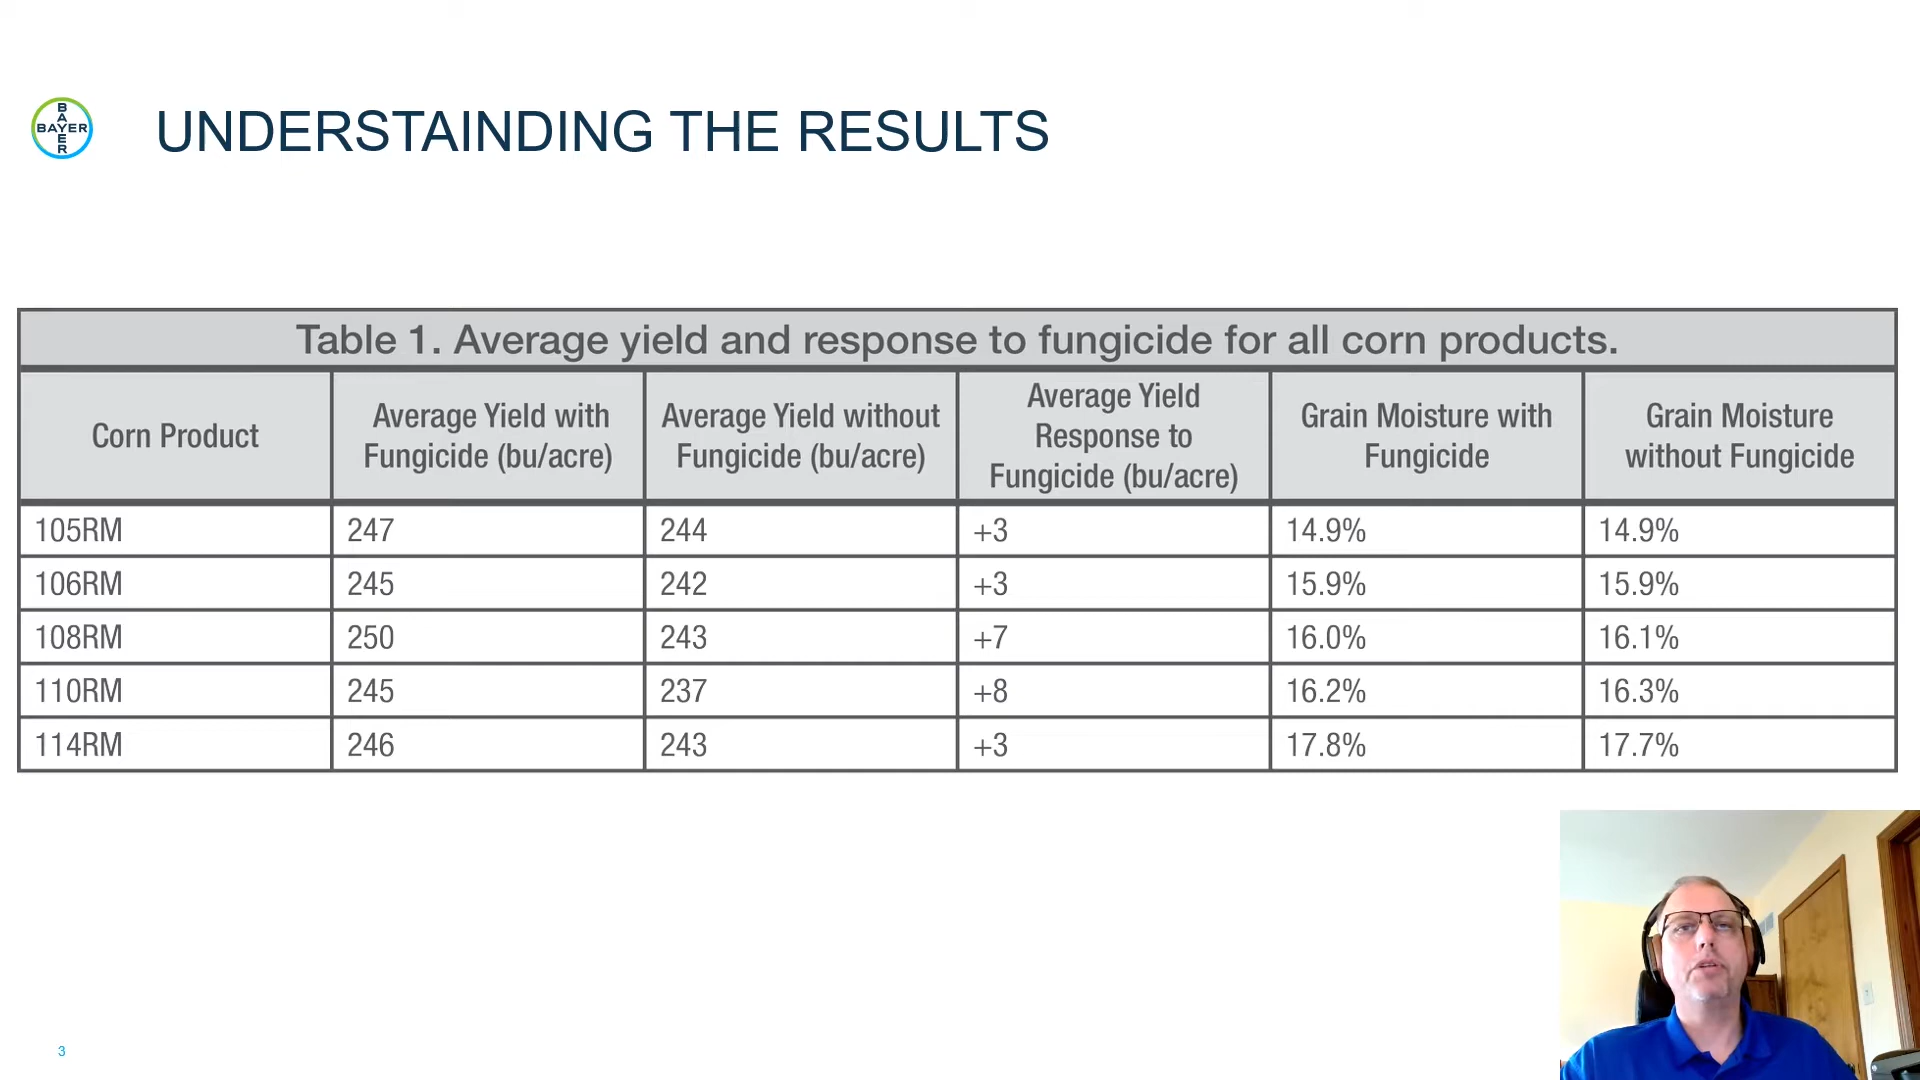 BAYER
BAYER
UNDERSTAINDING THE RESULTS
Table 1. Average yield and response to fungicide for all corn products.
Corn Product
Average Yield with
Fungicide (bu/acre)
Average Yield without
Fungicide (bu/acre)
Average Yield
Response to
Fungicide (bu/acre)
Grain Moisture with
Fungicide
Grain Moisture
without Fungicide
105RM 247 244 +3 14.9% 14.9%
106RM 245 242 +3 15.9% 15.9%
108RM 250 243 +7 16.0% 16.1%
110RM 245 237 +8 16.2% 16.3%
114RM 246 243 +3 17.8% 17.7%
3